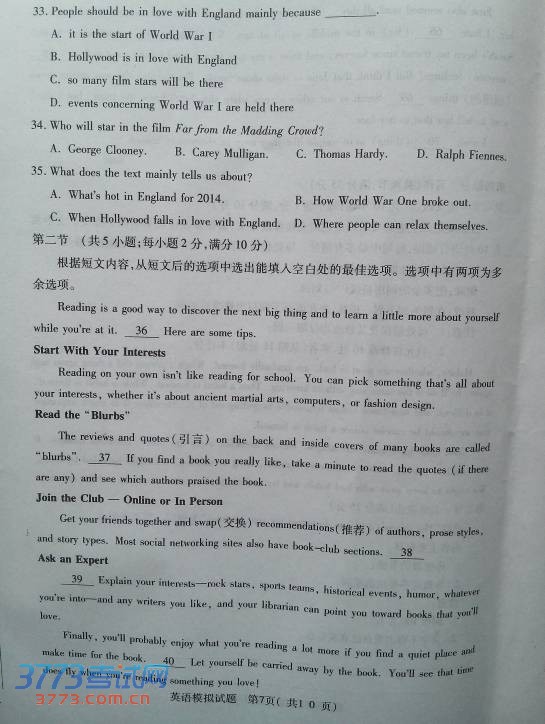 33. People should be in love with England mainly because ________.
A. it is the start of World War I
B. Hollywood is in love with England
C. so many film stars will be there
D. events concerning World War I are held there
34. Who will star in the film Far from the Madding Crowd?
A. George Clooney. B. Carey Mulligan. C. Thomas Hardy. D. Ralph Fiennes.
35. What does the text mainly tells us about?
A. What's hot in England for 2014. B. How World War One broke out.
C. When Hollywood falls in love with England. D. Where people can relax themselves.
第二节 (共5小题;每小题2分,满分10分)
根据短文内容,从短文后的选项中选出能填入空白处的最佳选项。选项中有两项为多
余选项。
Reading is a good way to discover the next big thing and to learn a little more about yourself
while you're at it. 36 Here are some tips.
Start With Your Interests
Reading on your own isn't like reading for school. You can pick something that's all about
your interests, whether it's about ancient martial arts, computers, or fashion design.
Read the “Blurbs”
The reviews and quotes(引言) on the back and inside covers of many books are called
“blurbs”. 37 If you find a book you really like, take a minute to read the quotes (if there
are any) and see which authors praised the book.
Join the Club — Online or In Person
Get your friends together and swap(交换) recommendations(推荐) of authors, prose styles,
and story types. Most social networking sites also have book-club sections. 38
Ask an Expert
39 Explain your interests—rock stars, sports teams, historical events, humor, whatever
you're into—and any writers you like, and your librarian can point you toward books that you'll
love.
Finally, you'll probably enjoy what you're reading a lot more if you find a quiet place and
make time for the book. 40 Let yourself be carried away by the book. You'll see that time
does fly when you're reading something you love!
3773考试网
3773.com.cn
英语模拟试题 第7页( 共10 页)